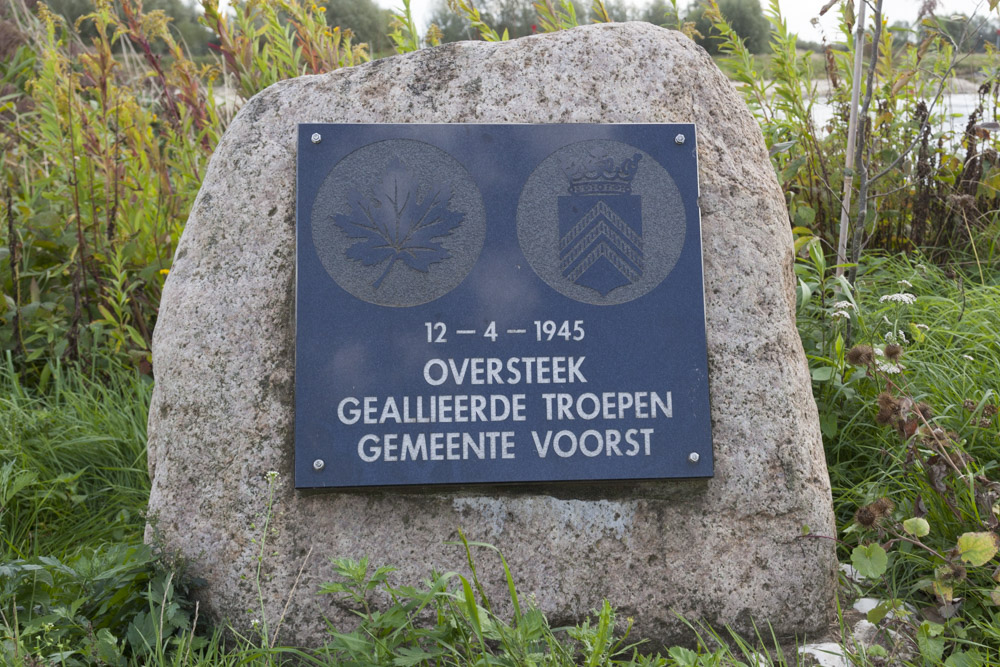 12 – 4 – 1945
OVERSTEEK
GEALLIEERDE TROEPEN
GEMEENTE VOORST